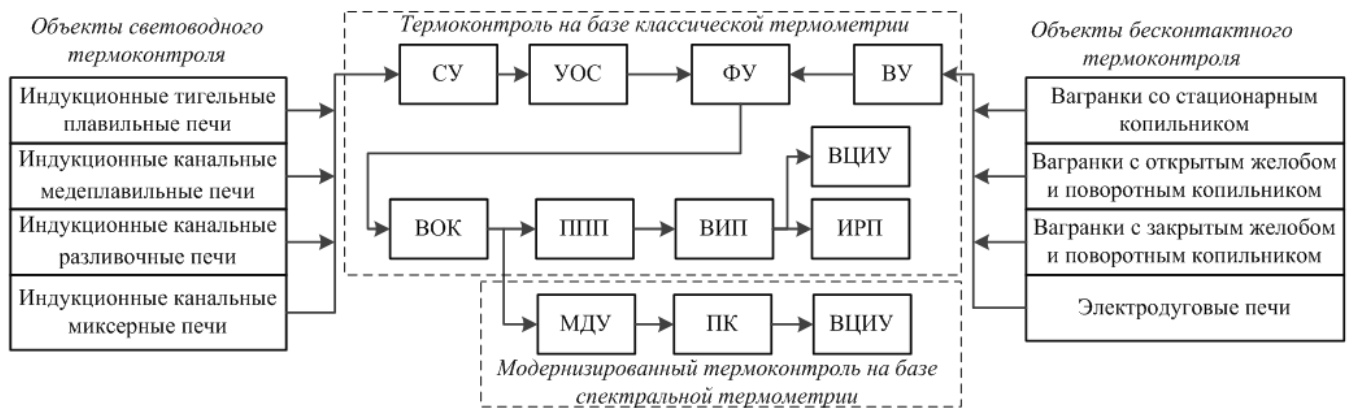 Объекты световодного
термоконтроля
Индукционные тигельные
плавильные печи
Индукционные канальные
медеплавильные печи
Индукционные канальные
разливочные печи
Индукционные канальные
миксерные печи
Термоконтроль на базе классической термометрии
СУ
УОС
ФУ
ВУ
ВЦИУ
ВОК
ППП
ВИП
ИРП
МДУ
ПК
ВЦИУ
Модернизированный термоконтроль на базе
спектральной термометрии
Объекты бесконтактного
термоконтроля
Вагранки со стационарным
копильником
Вагранки с открытым желобом
и поворотным копильником
Вагранки с закрытым желобом
и поворотным копильником
Электродуговые печи